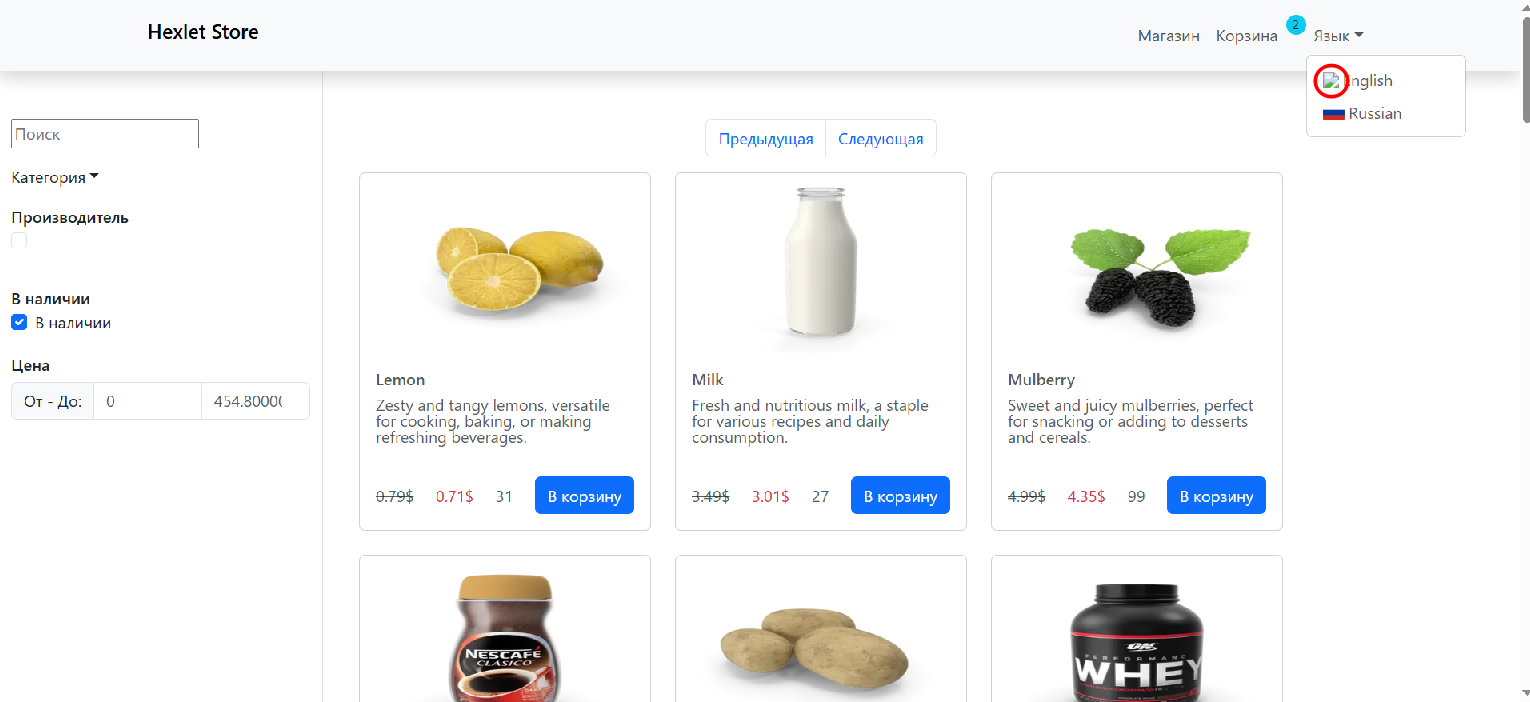 Hexlet Store
Магазин Корзина 2 Язык
English
Russian
Поиск
Категория
Производитель
В наличии
В наличии
Цена
От - До: 0 454.8000
Предыдущая Следующая
Lemon
Zesty and tangy lemons, versatile
for cooking, baking, or making
refreshing beverages.
0.79$ 0.71$ 31 В корзину
Milk
Fresh and nutritious milk, a staple
for various recipes and daily
consumption.
3.49$ 3.01$ 27 В корзину
Mulberry
Sweet and juicy mulberries, perfect
for snacking or adding to desserts
and cereals.
4.99$ 4.35$ 99 В корзину
NESCAFÉ
CLASICO
ON
PERFORMANC
WHEY